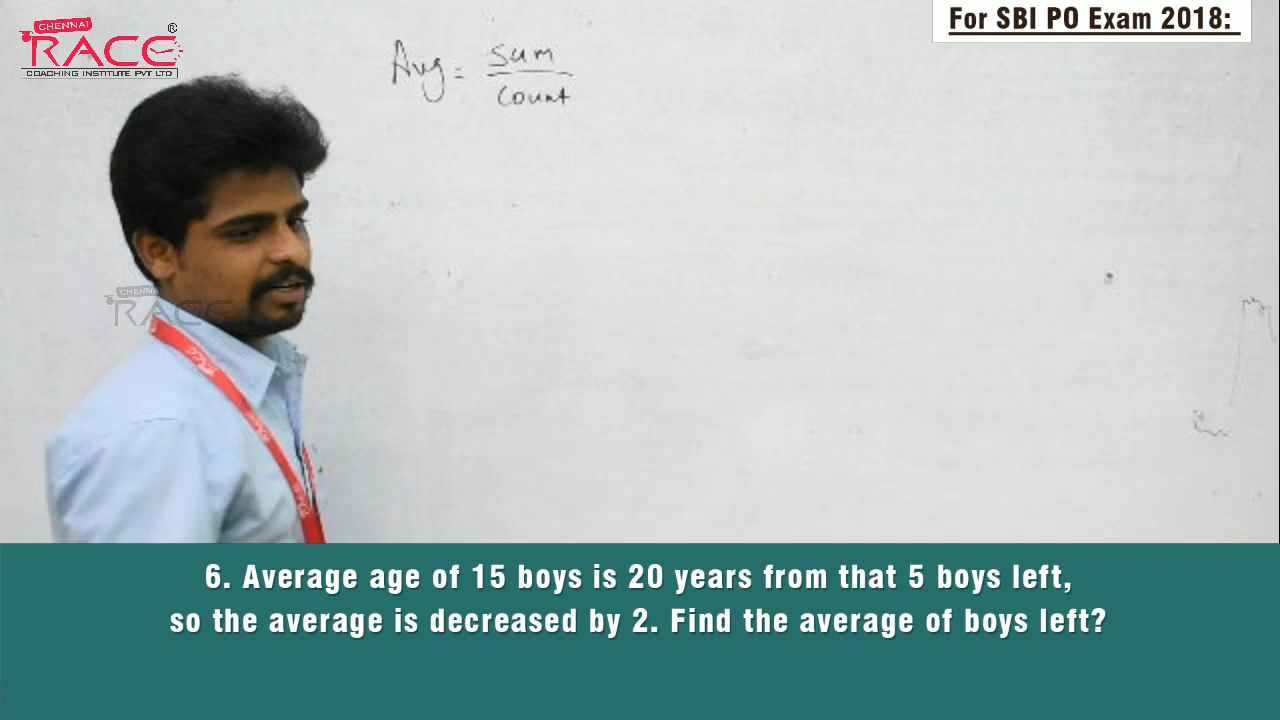 CHENNAI
RACE®
COACHING INSTITUTE PVT LTD
For SBI PO Exam 2018:
Avg = Sum
Count
CHENNAI
RACE
6. Average age of 15 boys is 20 years from that 5 boys left,
so the average is decreased by 2. Find the average of boys left?